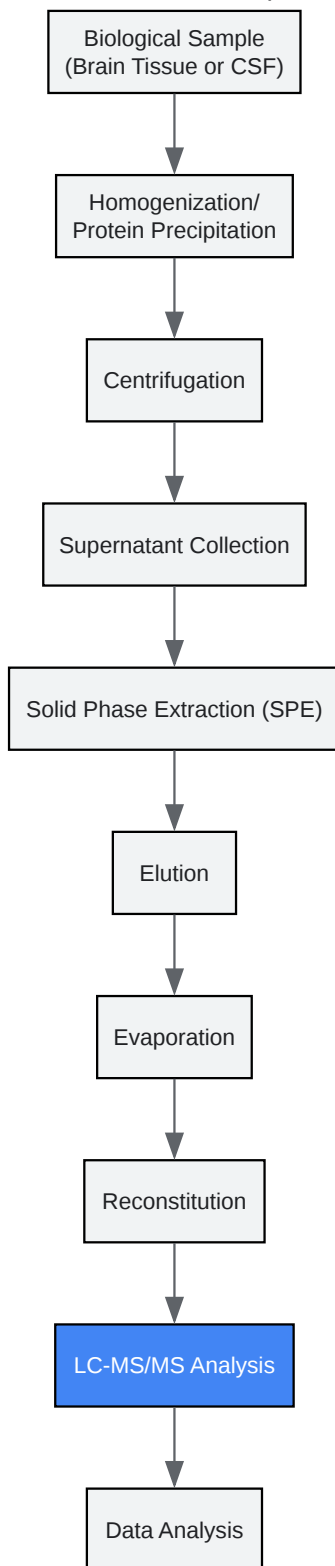 Biological Sample
(Brain Tissue or CSF)
Homogenization/
Protein Precipitation
Centrifugation
Supernatant Collection
Solid Phase Extraction (SPE)
Elution
Evaporation
Reconstitution
LC-MS/MS Analysis
Data Analysis